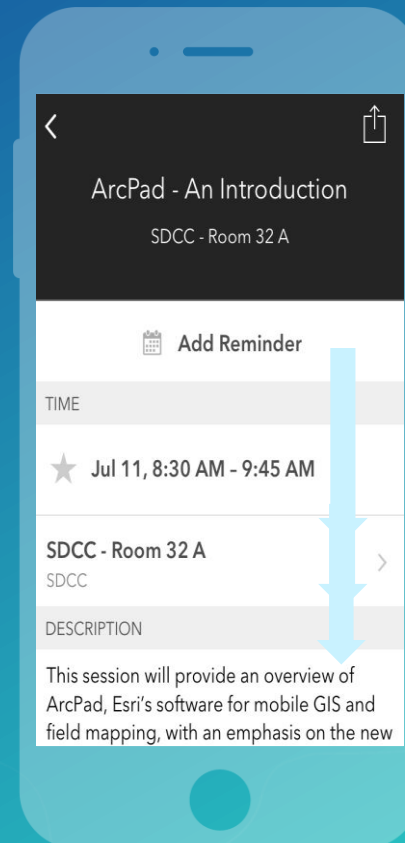 ArcPad - An Introduction
SDCC - Room 32 A
Add Reminder
TIME
Jul 11, 8:30 AM - 9:45 AM
SDCC - Room 32 A
SDCC
DESCRIPTION
This session will provide an overview of
ArcPad, Esri's software for mobile GIS and
field mapping, with an emphasis on the new